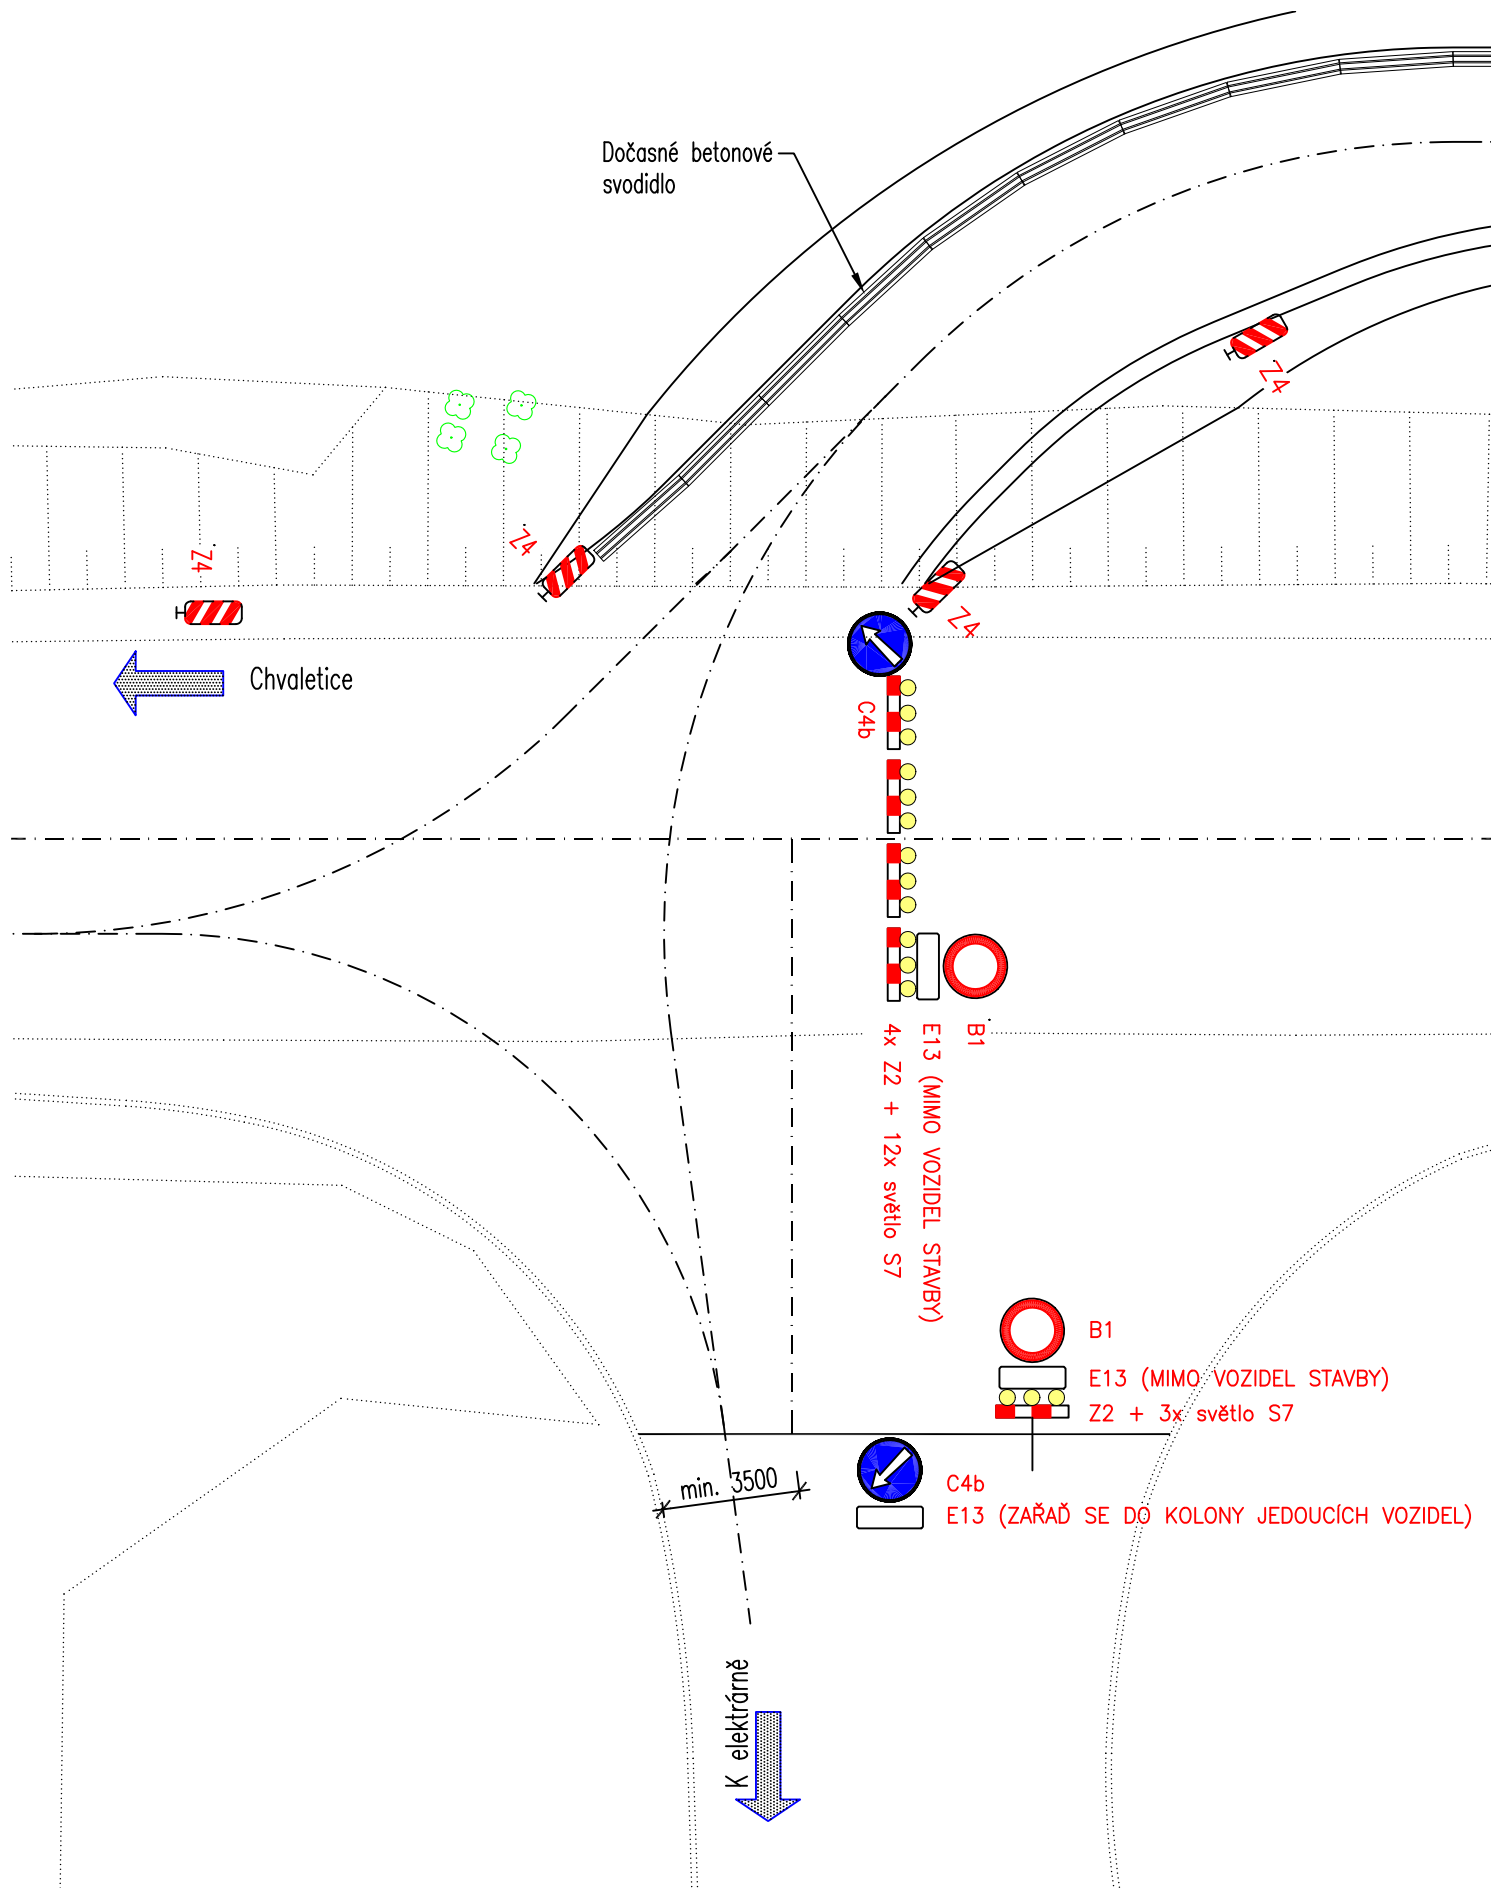 Dočasné betonové
svodidlo
Z4
Z4
Z4
Z4
Chvaletice
C4b
B1
E13 (MIMO VOZIDEL STAVBY)
4x Z2 + 12x světlo S7
B1
E13 (MIMO VOZIDEL STAVBY)
Z2 + 3x světlo S7
min. 3500
C4b
E13 (ZAŘAĎ SE DO KOLONY JEDOUCÍCH VOZIDEL)
K elektrárně